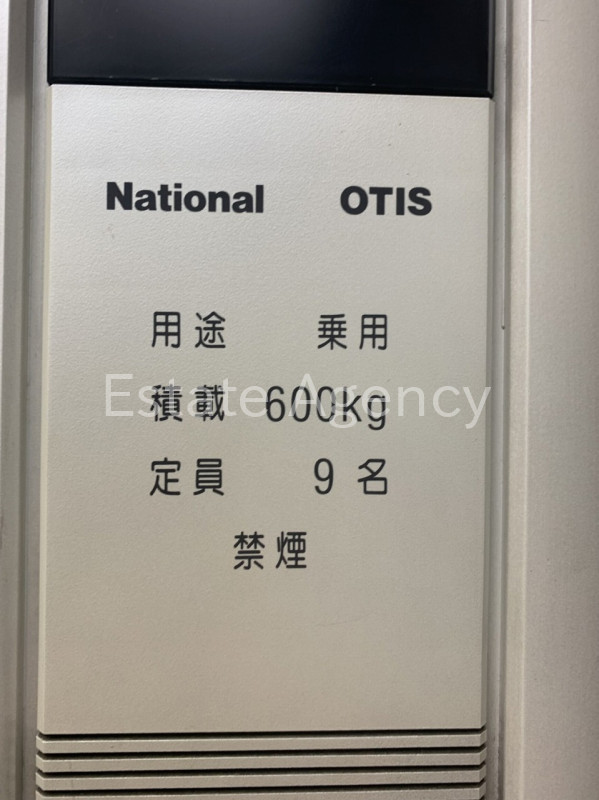 National OTIS
用途 乗用
積載 600kg
Estate Agency
定員 9名
禁煙